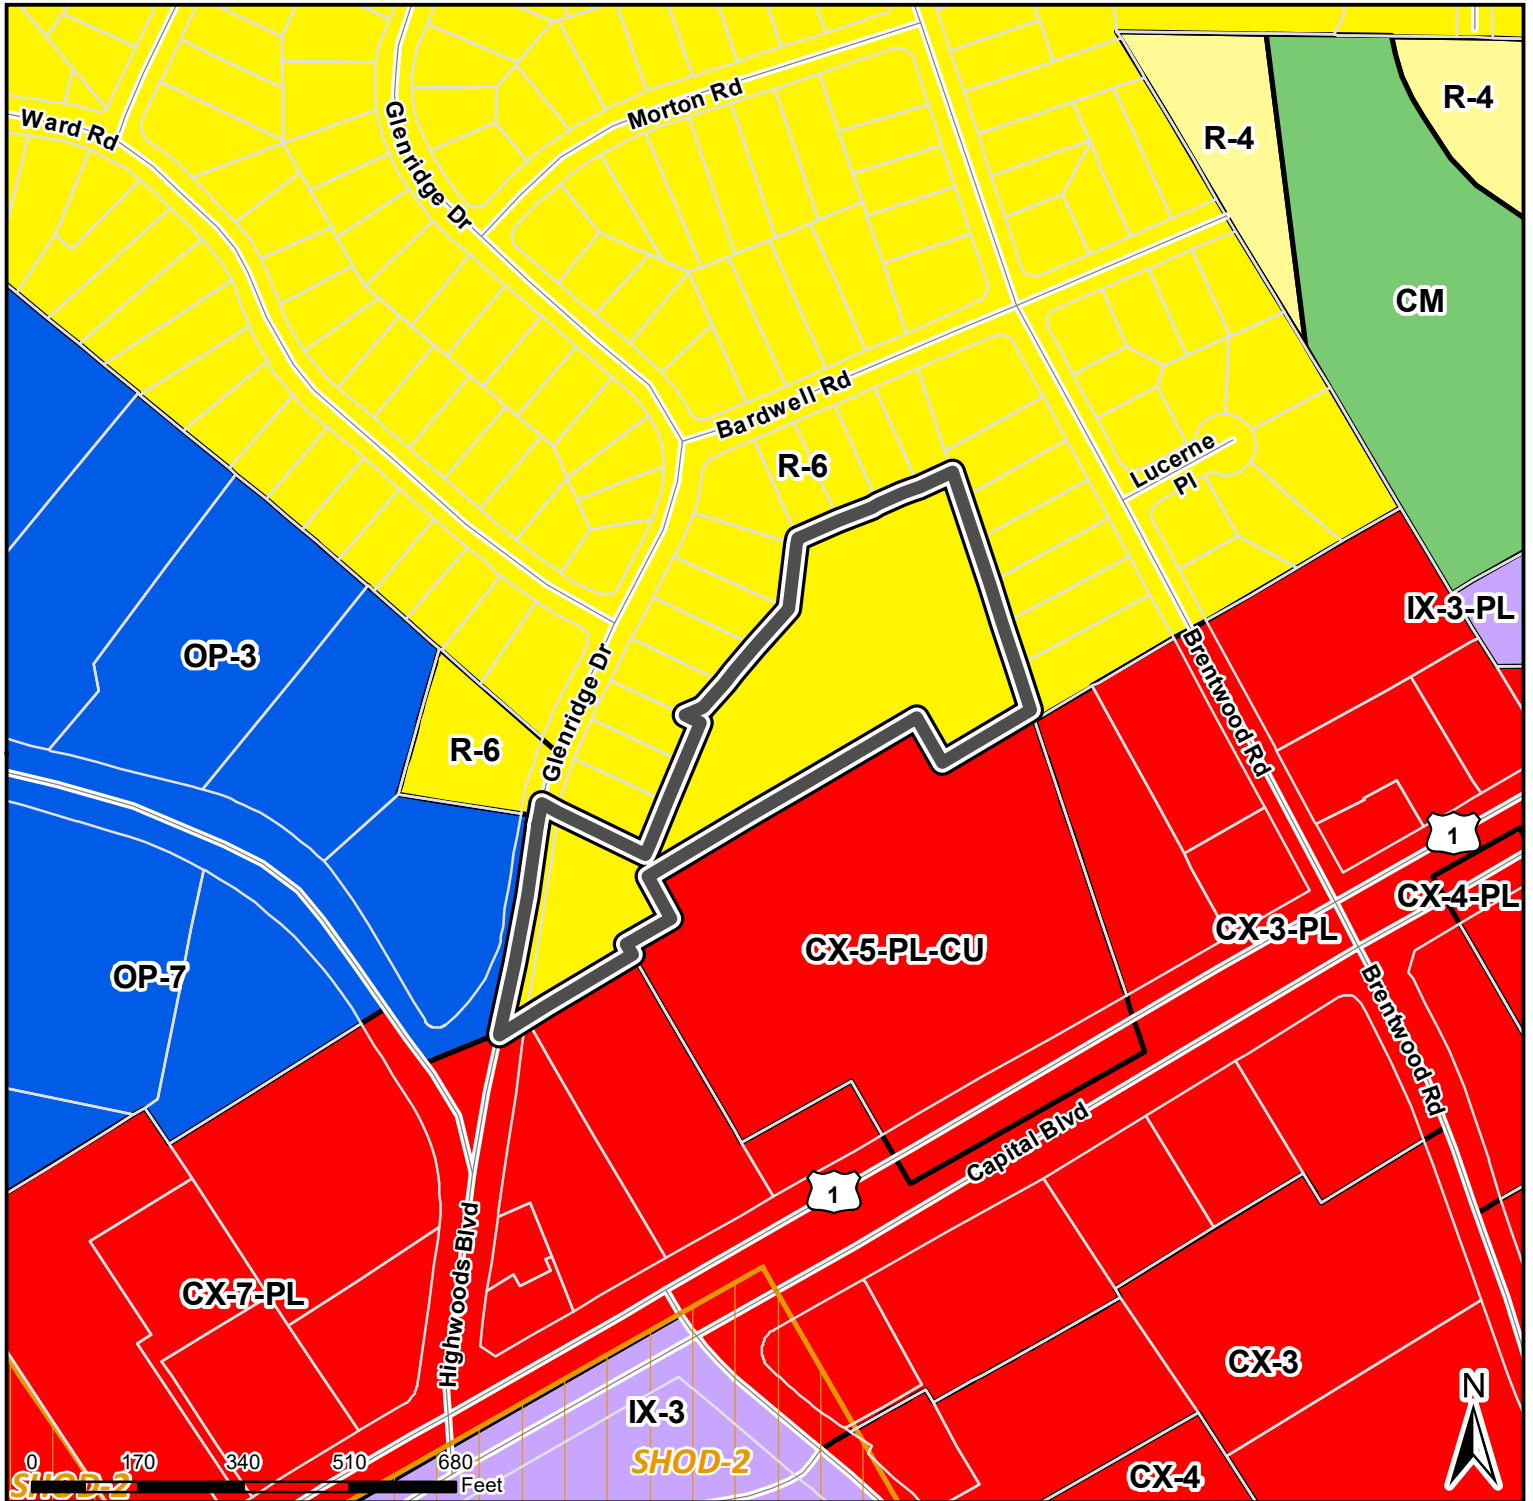 Ward Rd
Glenridge Dr
Morton Rd
R-4
R-4
CM
Bardwell Rd
R-6
Lucerne
Pl
IX-3-PL
OP-3
R-6
Glenridge Dr
Brentwood Rd
1
CX-4-PL
CX-3-PL
CX-5-PL-CU
OP-7
Brentwood Rd
Capital Blvd
1
Highwoods Blvd
CX-7-PL
CX-3
IX-3
SHOD-2
CX-4
N
0 170 340 510 680
Feet
SHOD-2